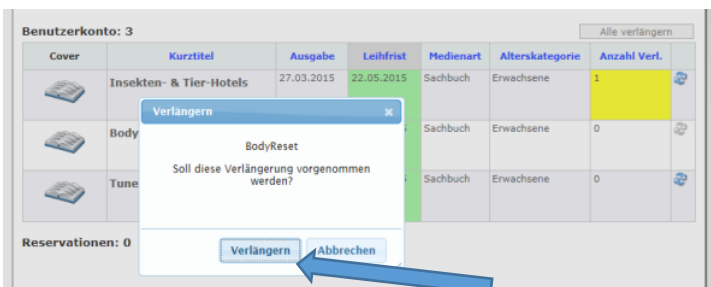 Benutzerkonto: 3
Alle verlängern
Cover Kurztitel Ausgabe Leihfrist Medienart Alterskategorie Anzahl Verl.
Insekten- & Tier-Hotels 27.03.2015 22.05.2015 Sachbuch Erwachsene 1
Verlängern
Body Sachbuch Erwachsene 0
BodyReset
Soll diese Verlängerung vorgenommen
werden?
Tune Sachbuch Erwachsene 0
Reservationen: 0
Verlängern Abbrechen